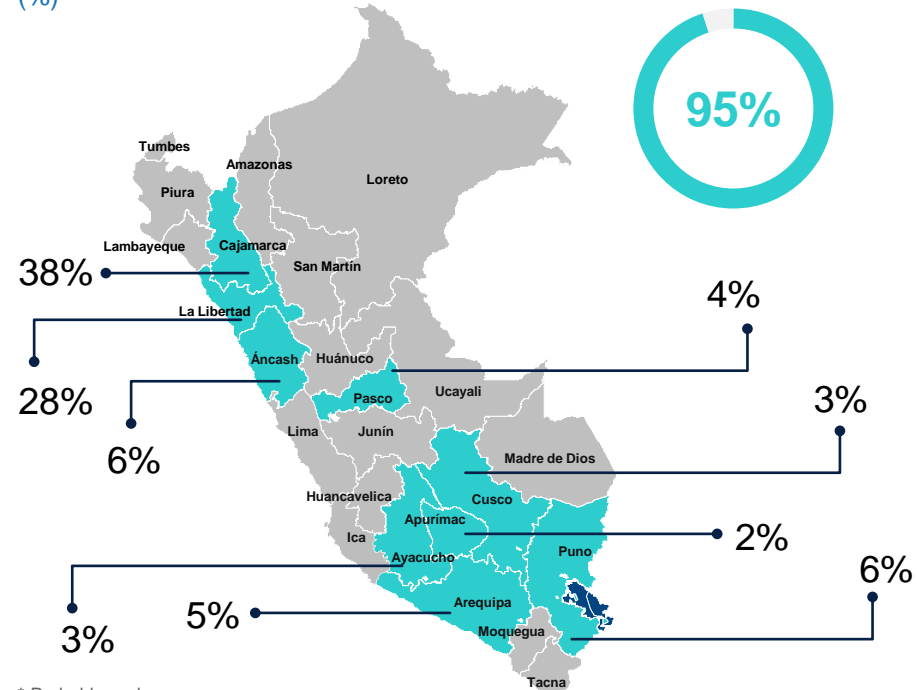 (%)
95%
Tumbes
Amazonas
Loreto
Piura
Lambayeque
Cajamarca
San Martín
38%
4%
La Libertad
Áncash
Huánuco
28%
Pasco
Ucayali
3%
Lima
Junín
6%
Madre de Dios
Huancavelica
Cusco
Apurímac
Ica
2%
Ayacucho
Puno
6%
Arequipa
5%
3%
Moquegua
Tacna